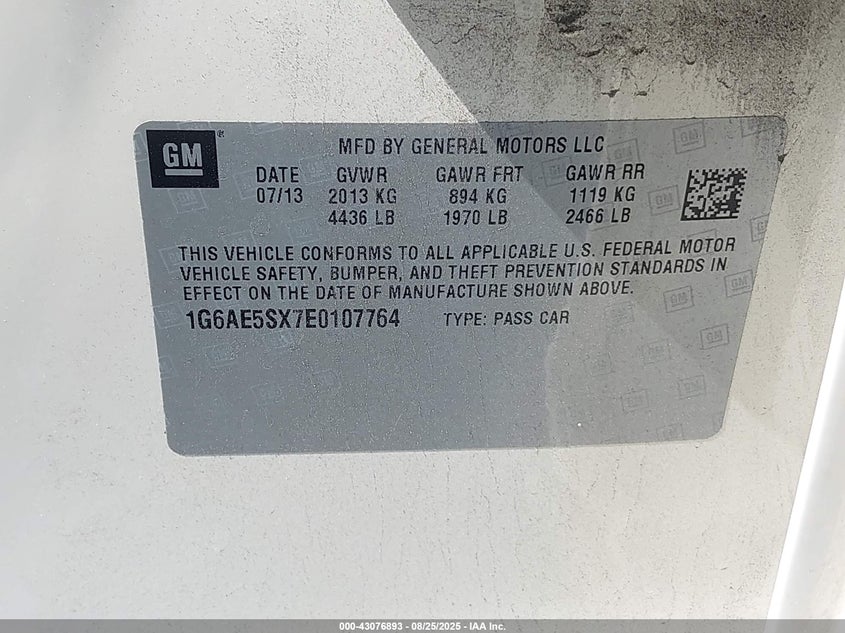 GM
MFD BY GENERAL MOTORS LLC
DATE GVWR GAWR FRT GAWR RR
07/13 2013 KG 894 KG 1119 KG
4436 LB 1970 LB 2466 LB
THIS VEHICLE CONFORMS TO ALL APPLICABLE U.S. FEDERAL MOTOR
VEHICLE SAFETY, BUMPER, AND THEFT PREVENTION STANDARDS IN
EFFECT ON THE DATE OF MANUFACTURE SHOWN ABOVE.
1G6AE5SX7E0107764 TYPE: PASS CAR
000-43076893 - 08/25/2025 - IAA Inc.